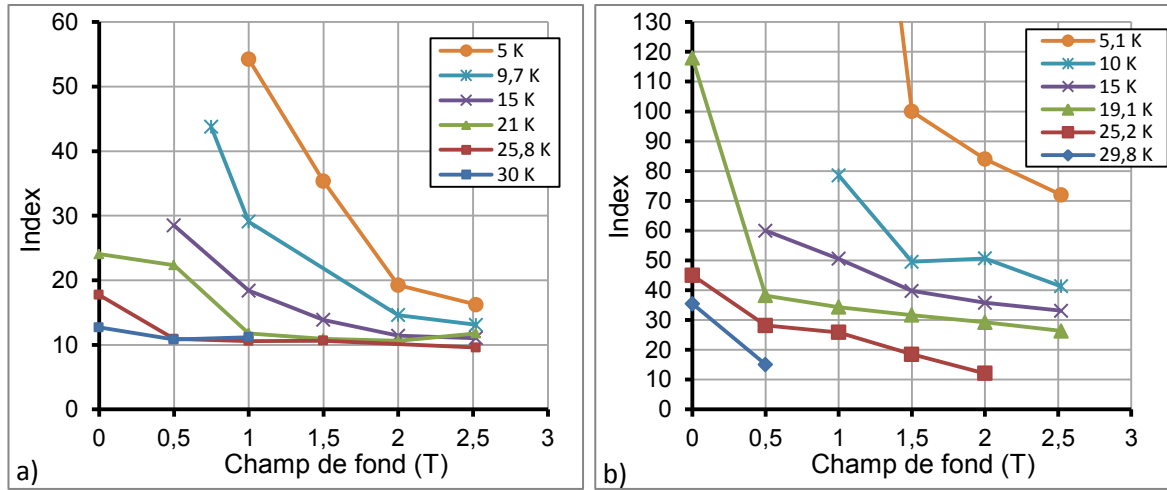 60
50
40
30
20
10
0
Index
5 K
9,7 K
15 K
21 K
25,8 K
30 K
0 0,5 1 1,5 2 2,5 3
Champ de fond (T)
a)
130
120
110
100
90
80
70
60
50
40
30
20
10
0
Index
5,1 K
10 K
15 K
19,1 K
25,2 K
29,8 K
0 0,5 1 1,5 2 2,5 3
Champ de fond (T)
b)